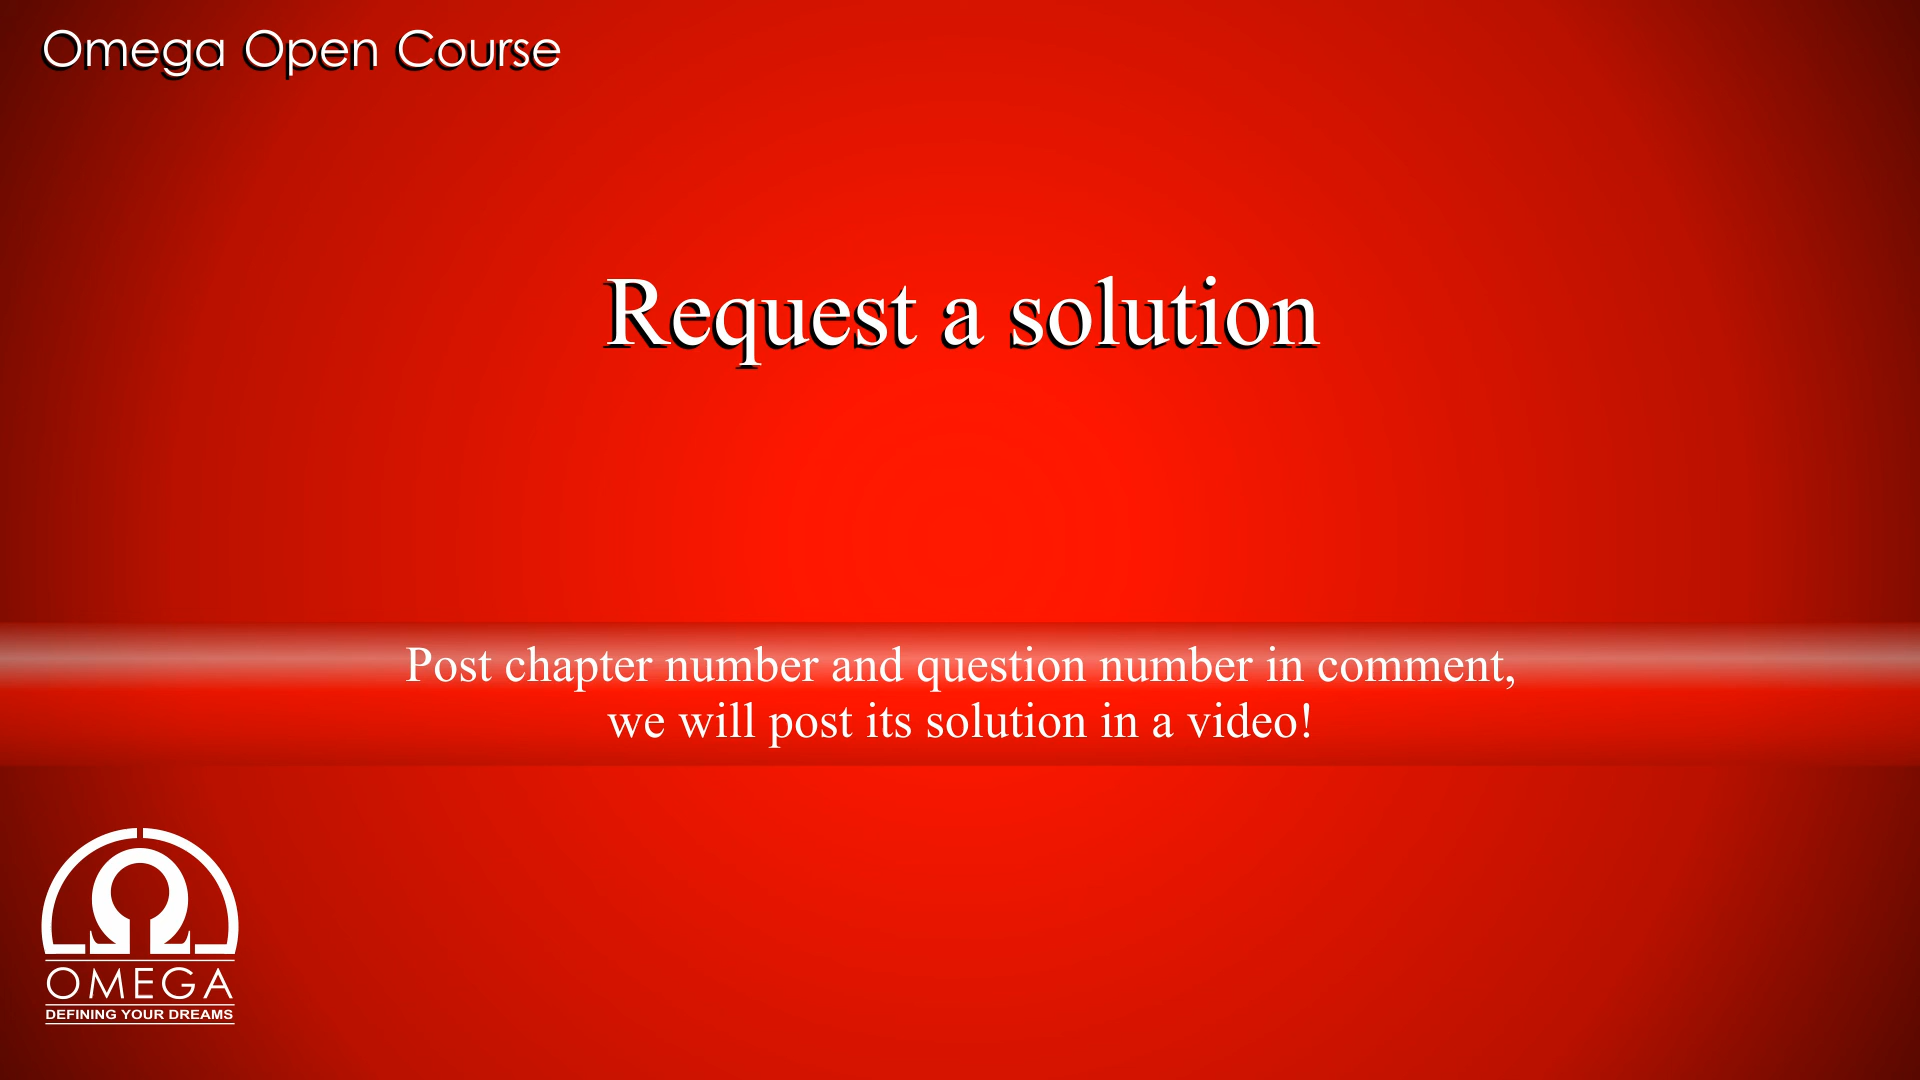 Omega Open Course
Request a solution
Post chapter number and question number in comment,
we will post its solution in a video!
OMEGA
DEFINING YOUR DREAMS